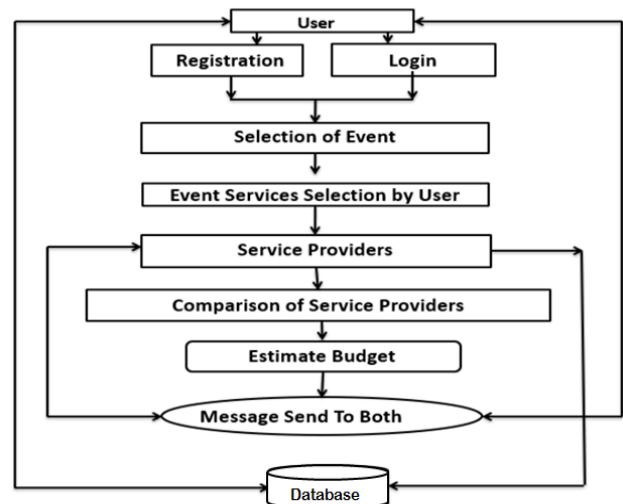 User
Registration
Login
Selection of Event
Event Services Selection by User
Service Providers
Comparison of Service Providers
Estimate Budget
Message Send To Both
Database